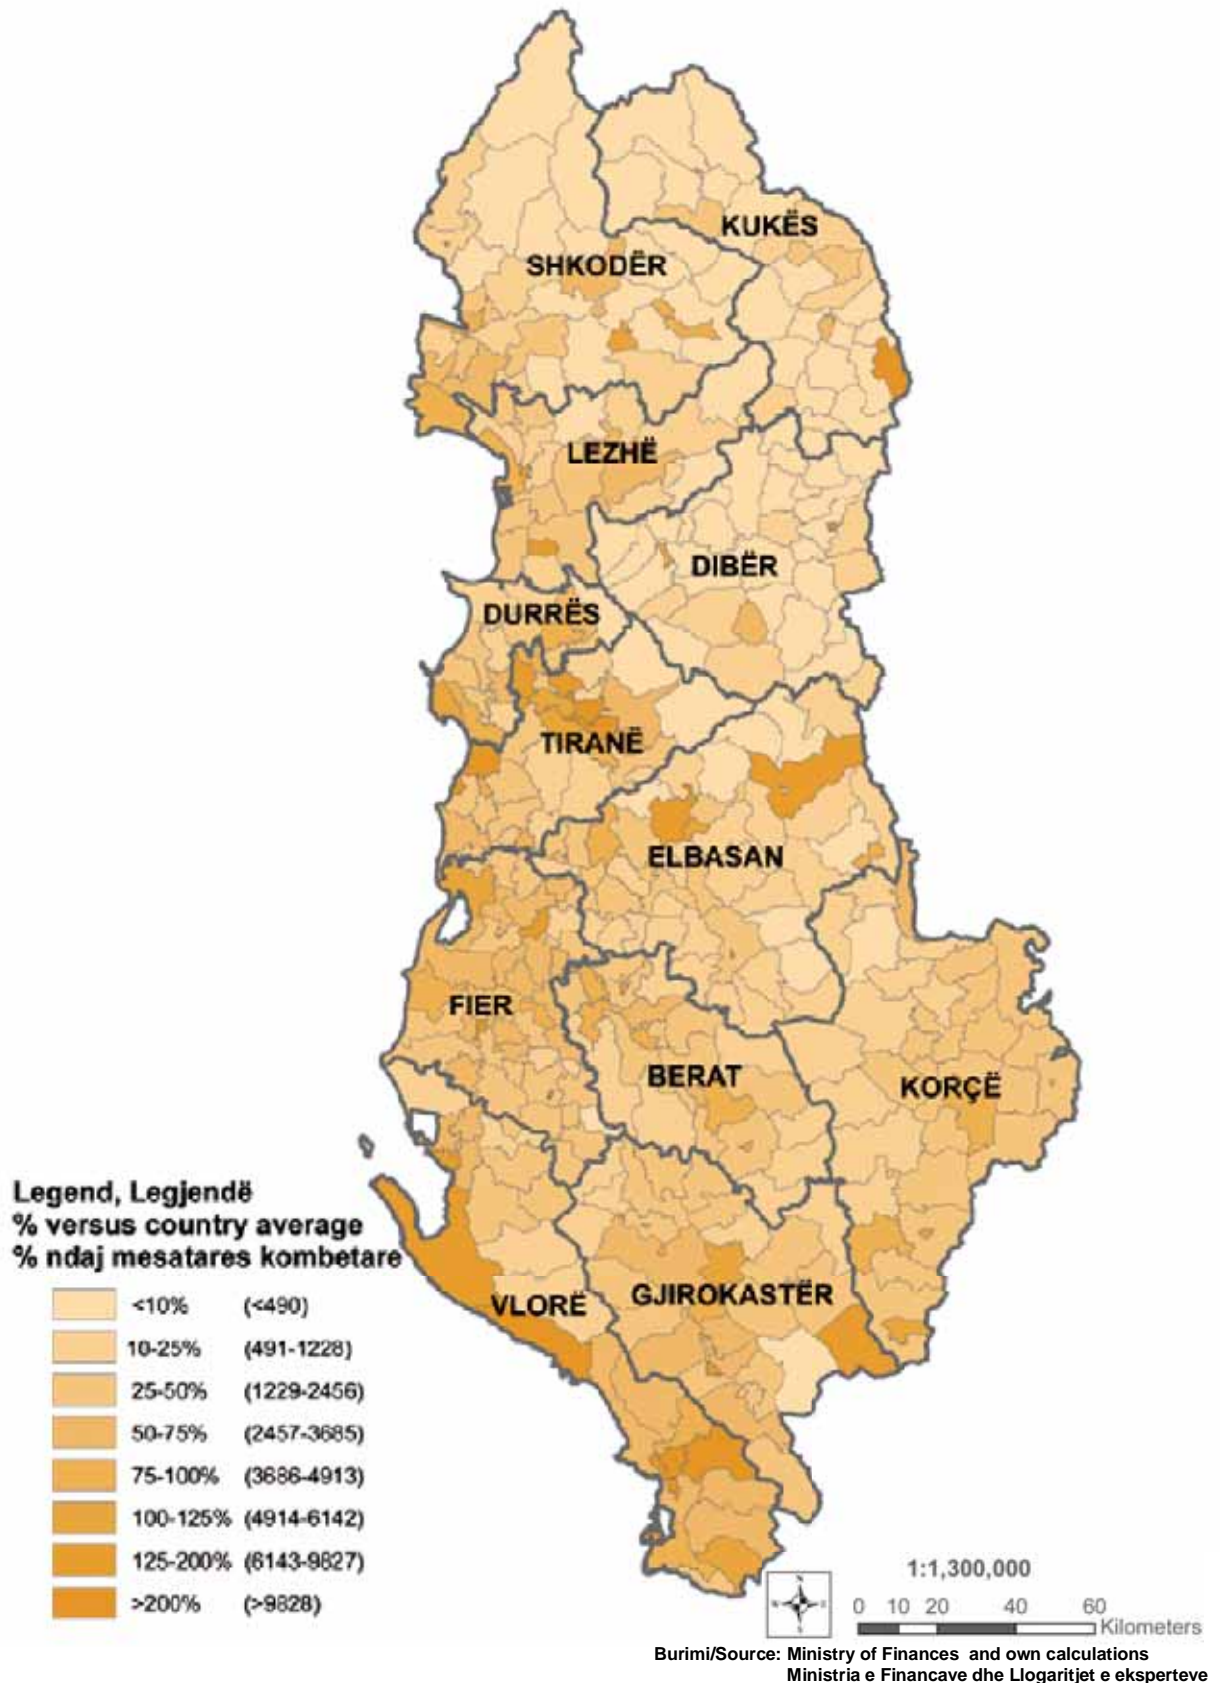 KUKËS
SHKODËR
LEZHË
DIBËR
DURRËS
TIRANË
ELBASAN
FIER
BERAT
KORÇË
VLORË
GJIROKASTËR
Legend, Legjendë
% versus country average
% ndaj mesatares kombetare
<10% (<490)
10-25% (491-1228)
25-50% (1229-2456)
50-75% (2457-3685)
75-100% (3686-4913)
100-125% (4914-6142)
125-200% (6143-9827)
>200% (>9828)
1:1,300,000
0 10 20 40 60
Kilometers
Burimi/Source: Ministry of Finances and own calculations
Ministria e Financave dhe Llogaritjet e eksperteve